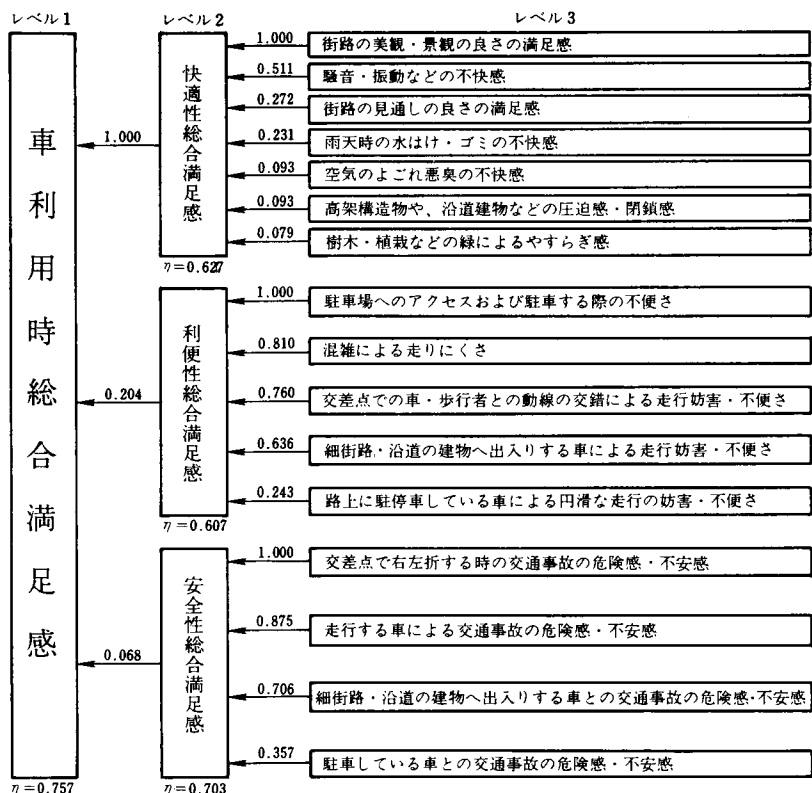 レベル1
レベル2
レベル3
車利用時総合満足感
η=0.757
1.000
快適性総合満足感
η=0.627
1.000
街路の美観・景観の良さの満足感
0.511
騒音・振動などの不快感
0.272
街路の見通しの良さの満足感
0.231
雨天時の水はけ・ゴミの不快感
0.093
空気のよごれ悪臭の不快感
0.093
高架構造物や、沿道建物などの圧迫感・閉鎖感
0.079
樹木・植栽などの緑によるやすらぎ感
0.204
利便性総合満足感
η=0.607
1.000
駐車場へのアクセスおよび駐車する際の不便さ
0.810
混雑による走りにくさ
0.760
交差点での車・歩行者との動線の交錯による走行妨害・不便さ
0.636
細街路・沿道の建物へ出入りする車による走行妨害・不便さ
0.243
路上に駐停車している車による円滑な走行の妨害・不便さ
0.068
安全性総合満足感
η=0.703
1.000
交差点で右左折する時の交通事故の危険感・不安感
0.875
走行する車による交通事故の危険感・不安感
0.706
細街路・沿道の建物へ出入りする車との交通事故の危険感・不安感
0.357
駐車している車との交通事故の危険感・不安感